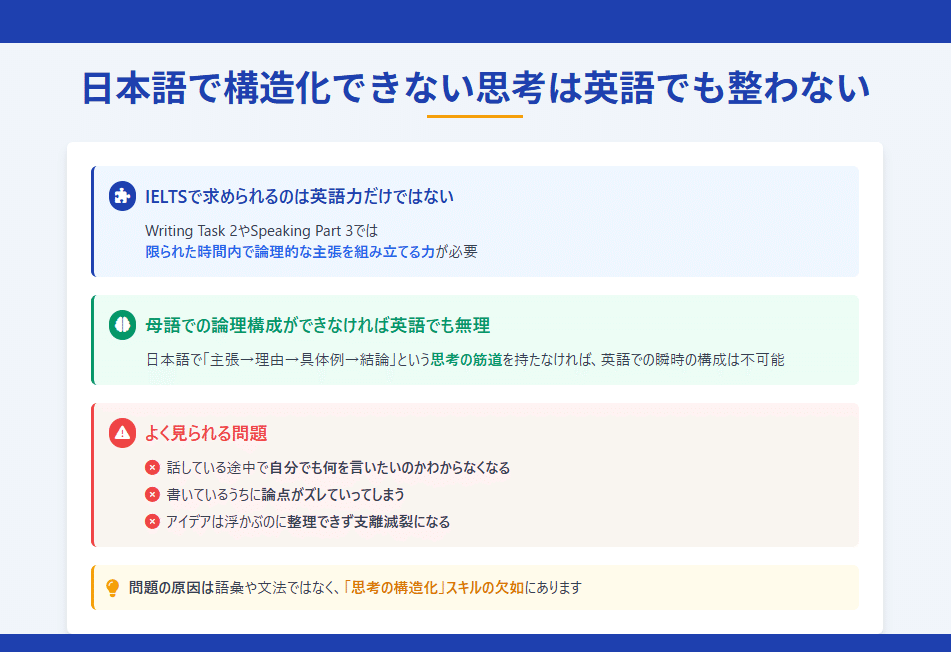 日本語で構造化できない思考は英語でも整わない
IELTSで求められるのは英語力だけではない
Writing Task 2やSpeaking Part 3では
限られた時間内で論理的な主張を組み立てる力が必要
母語での論理構成ができなければ英語でも無理
日本語で「主張→理由→具体例→結論」という思考の筋道を持たなければ、英語での瞬時の構成は不可能
よく見られる問題
話している途中で自分でも何を言いたいのかわからなくなる
書いているうちに論点がズレていってしまう
アイデアは浮かぶのに整理できず支離滅裂になる
問題の原因は語彙や文法ではなく、「思考の構造化」スキルの欠如にあります